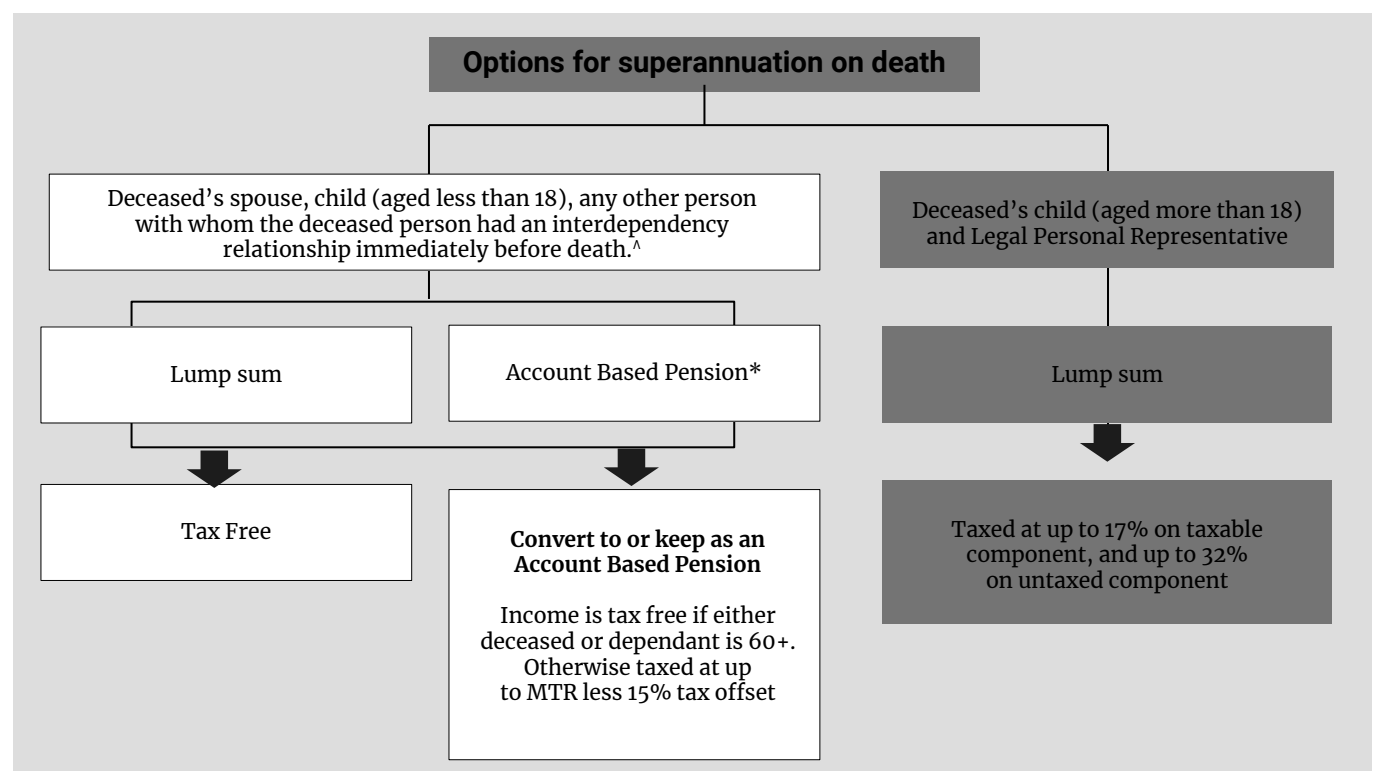 Options for superannuation on death
Deceased’s spouse, child (aged less than 18), any other person
with whom the deceased person had an interdependency
relationship immediately before death.^
Deceased’s child (aged more than 18)
and Legal Personal Representative
Lump sum
Account Based Pension*
Lump sum
Tax Free
Convert to or keep as an
Account Based Pension
Income is tax free if either
deceased or dependant is 60+.
Otherwise taxed at up
to MTR less 15% tax offset
Taxed at up to 17% on taxable
component, and up to 32%
on untaxed component